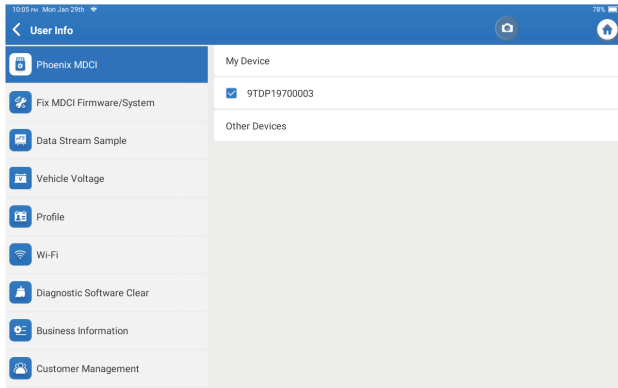 10:05 PM Mon Jan 29th
78%
User Info
Phoenix MDCI
Fix MDCI Firmware/System
Data Stream Sample
Vehicle Voltage
Profile
Wi-Fi
Diagnostic Software Clear
Business Information
Customer Management
My Device
9TDP19700003
Other Devices